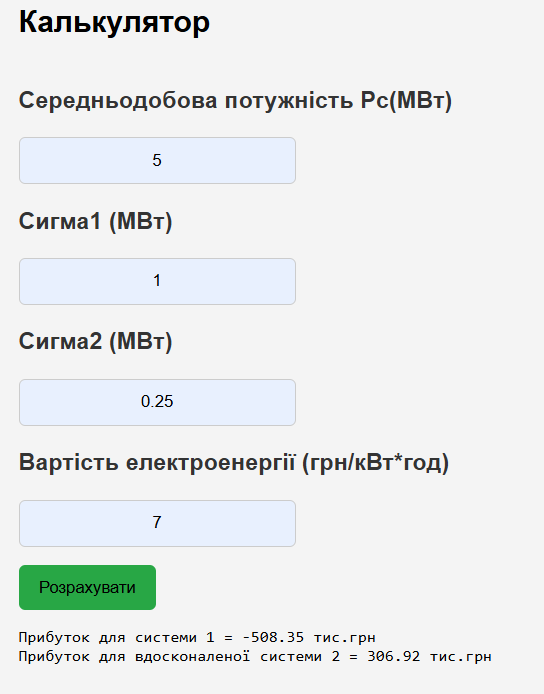 Калькулятор
Середньодобова потужність Pc(МВт)
5
Сигма1 (МВт)
1
Сигма2 (МВт)
0.25
Вартість електроенергії (грн/кВт*год)
7
Розрахувати
Прибуток для системи 1 = -508.35 тис.грн
Прибуток для вдосконаленої системи 2 = 306.92 тис.грн